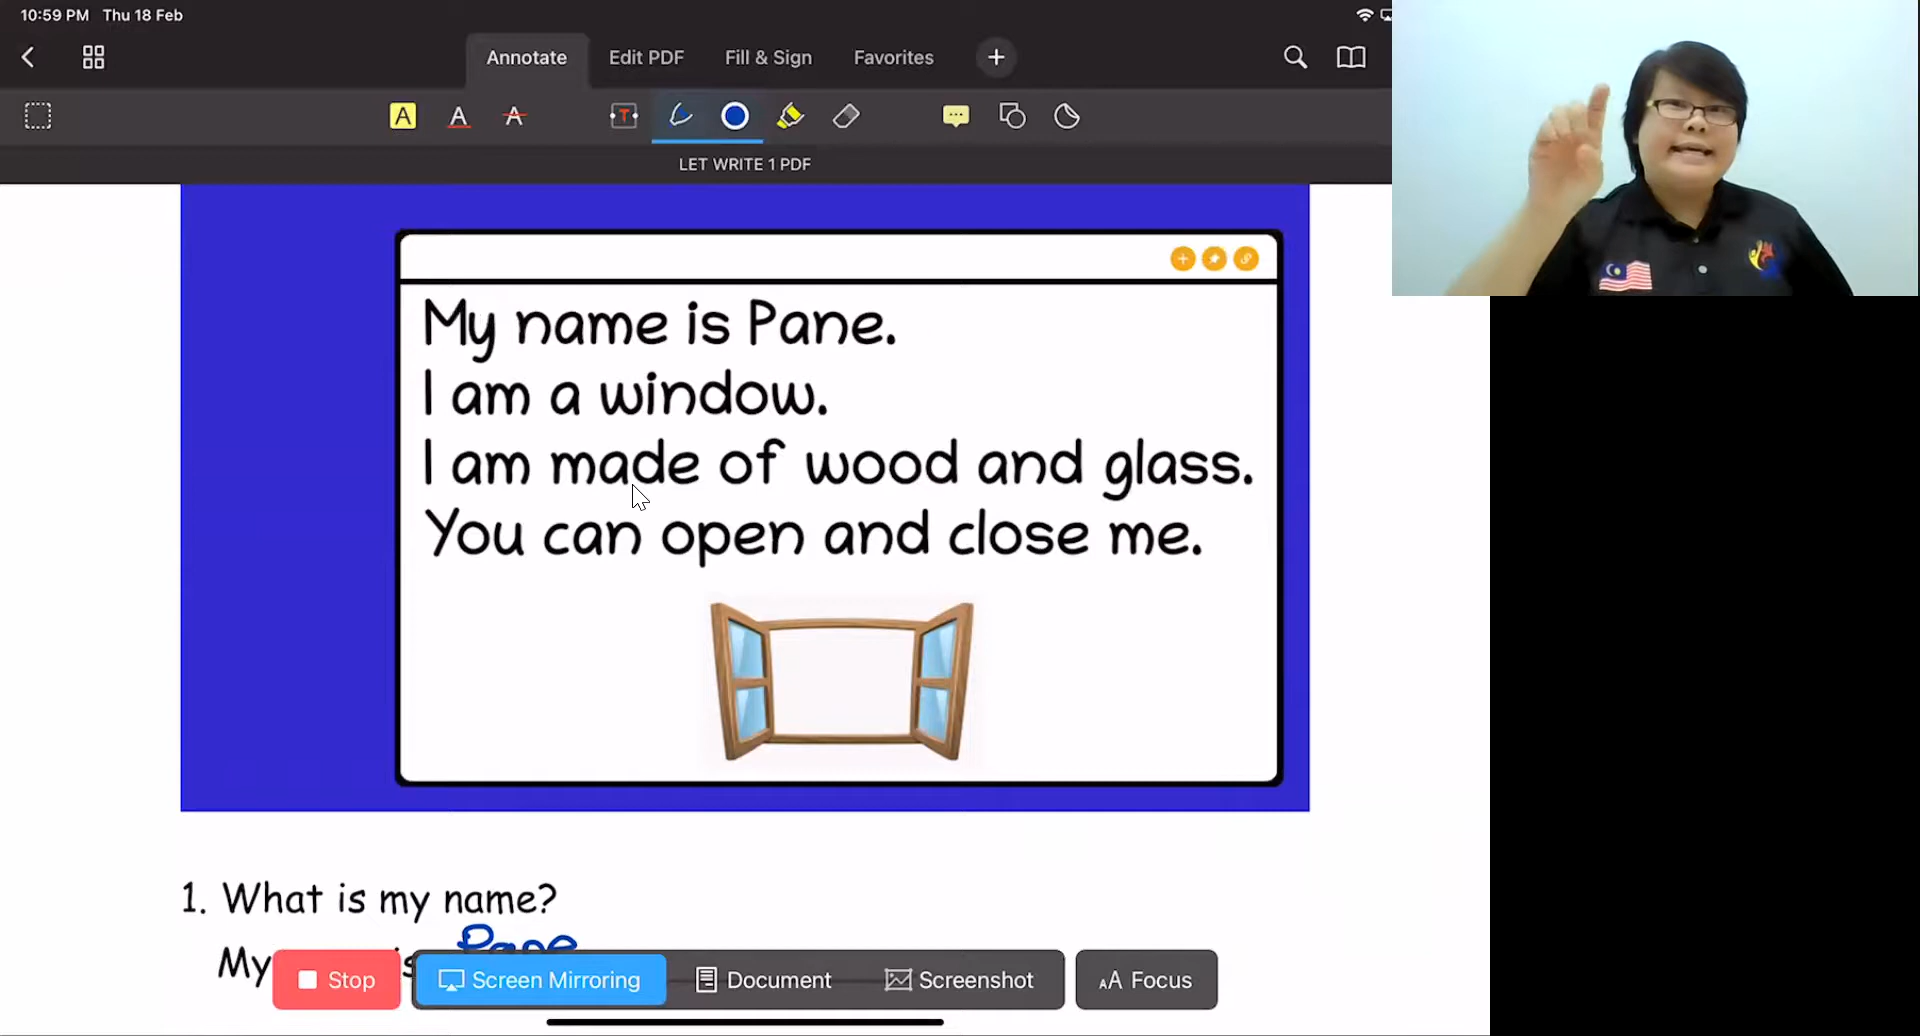 10:59 PM Thu 18 Feb
Annotate Edit PDF Fill & Sign Favorites
A A A T
LET WRITE 1 PDF
My name is Pane.
I am a window.
I am made of wood and glass.
You can open and close me.
1. What is my name?
My Pane
Stop Screen Mirroring Document Screenshot AA Focus